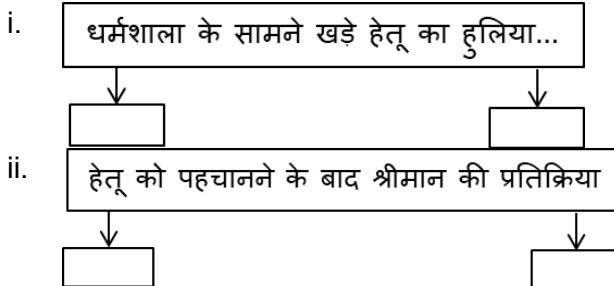 i. धर्मशाला के सामने खड़े हेतू का हुलिया...
ii. हेतू को पहचानने के बाद श्रीमान की प्रतिक्रिया